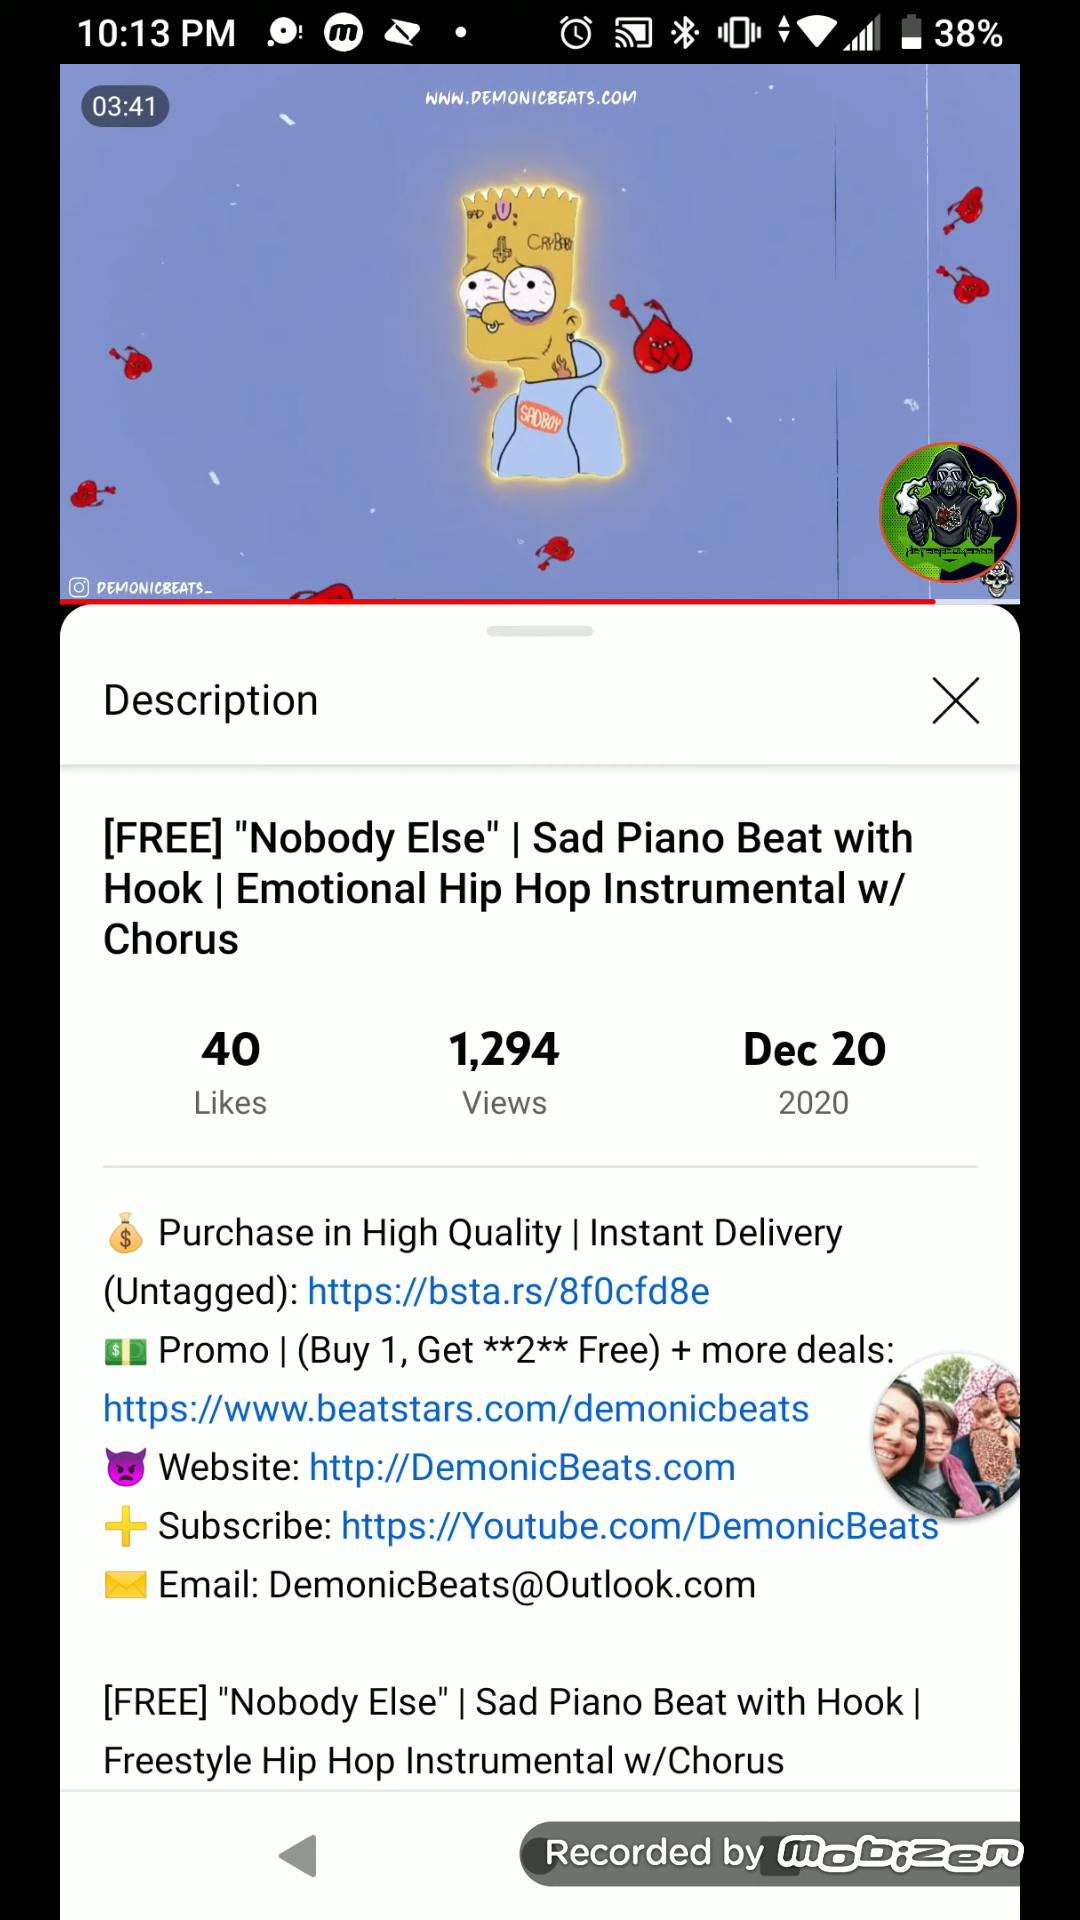 10:13 PM
38%
03:41
WWW.DEMONICBEATS.COM
SAD
CRYBABY
SADBOY
DEMONICBEATS_
Description
[FREE] "Nobody Else" | Sad Piano Beat with
Hook | Emotional Hip Hop Instrumental w/
Chorus
40
1,294
Dec 20
Likes
Views
2020
💰 Purchase in High Quality | Instant Delivery
(Untagged): https://bsta.rs/8f0cfd8e
💵 Promo | (Buy 1, Get **2** Free) + more deals:
https://www.beatstars.com/demonicbeats
👿 Website: http://DemonicBeats.com
➕ Subscribe: https://Youtube.com/DemonicBeats
✉️ Email: DemonicBeats@Outlook.com
[FREE] "Nobody Else" | Sad Piano Beat with Hook |
Freestyle Hip Hop Instrumental w/Chorus
Recorded by mobizen